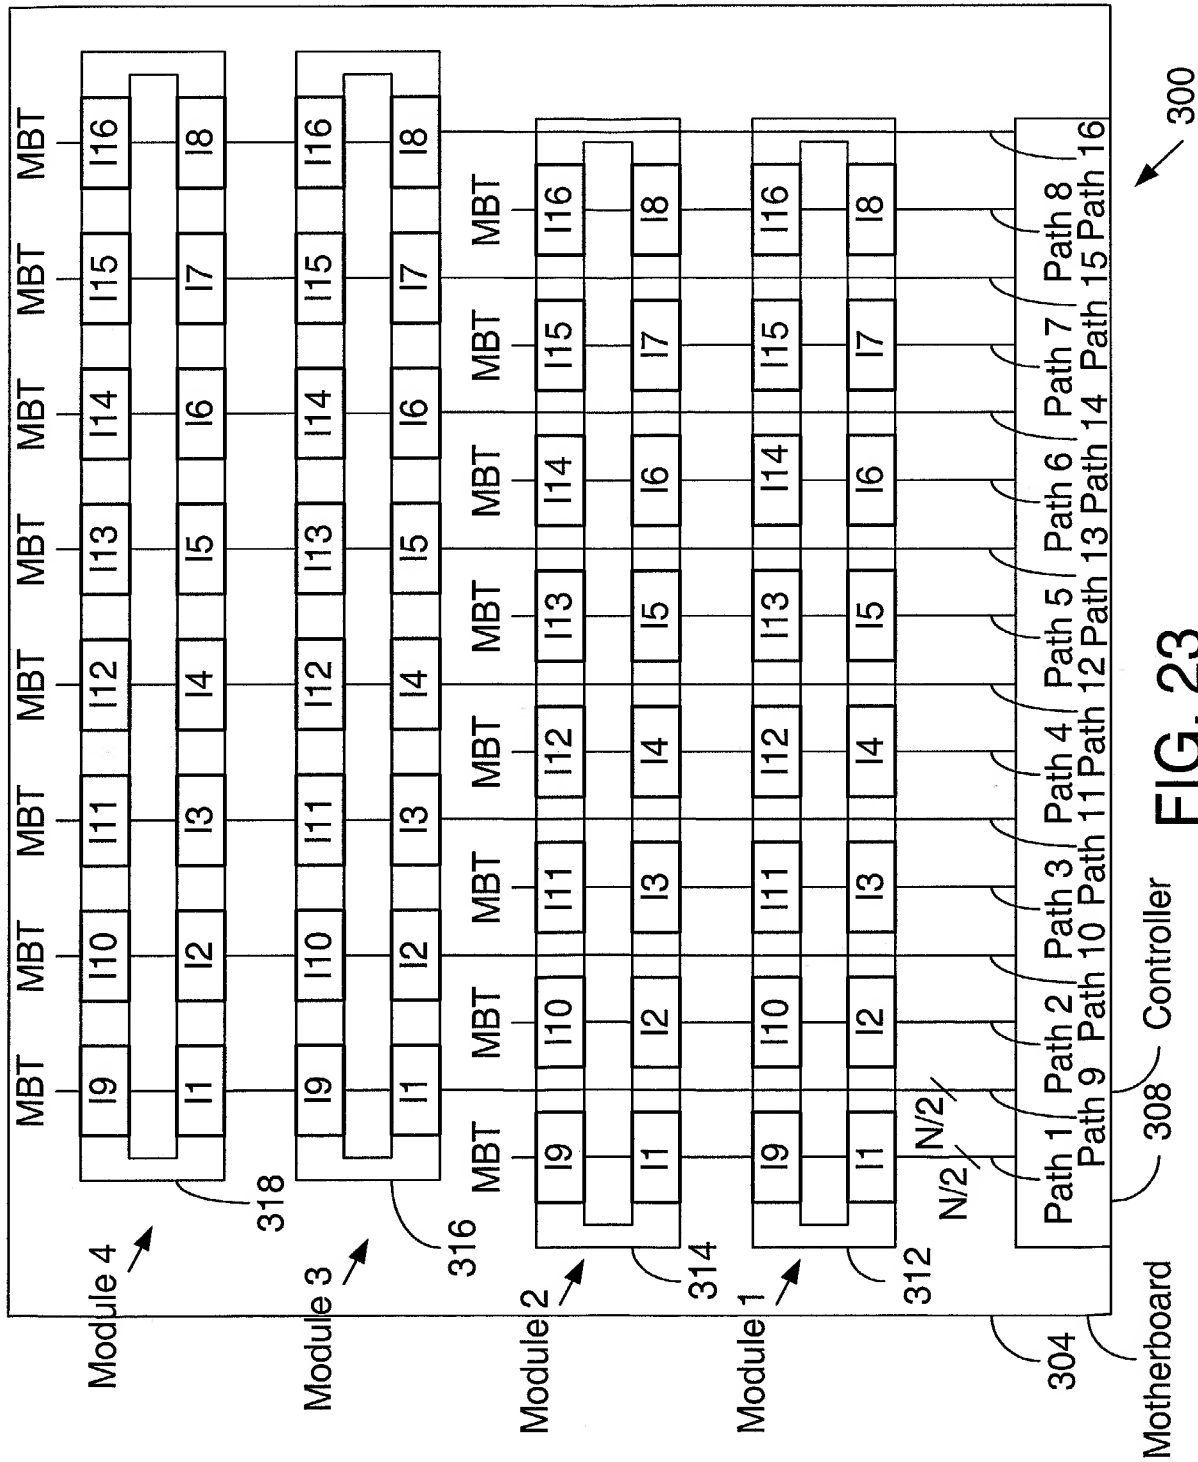 MBT MBT MBT MBT MBT MBT MBT MBT
I9 I10 I11 I12 I13 I14 I15 I16
I1 I2 I3 I4 I5 I6 I7 I8
Module 4
318
I9 I10 I11 I12 I13 I14 I15 I16
I1 I2 I3 I4 I5 I6 I7 I8
Module 3
316
MBT MBT MBT MBT MBT MBT MBT MBT
I9 I10 I11 I12 I13 I14 I15 I16
I1 I2 I3 I4 I5 I6 I7 I8
Module 2
314
I9 I10 I11 I12 I13 I14 I15 I16
I1 I2 I3 I4 I5 I6 I7 I8
Module 1
312
N/2 N/2
Path 1 Path 2 Path 3 Path 4 Path 5 Path 6 Path 7 Path 8
Path 9 Path 10 Path 11 Path 12 Path 13 Path 14 Path 15 Path 16
304
Motherboard
308
Controller
300
FIG. 23